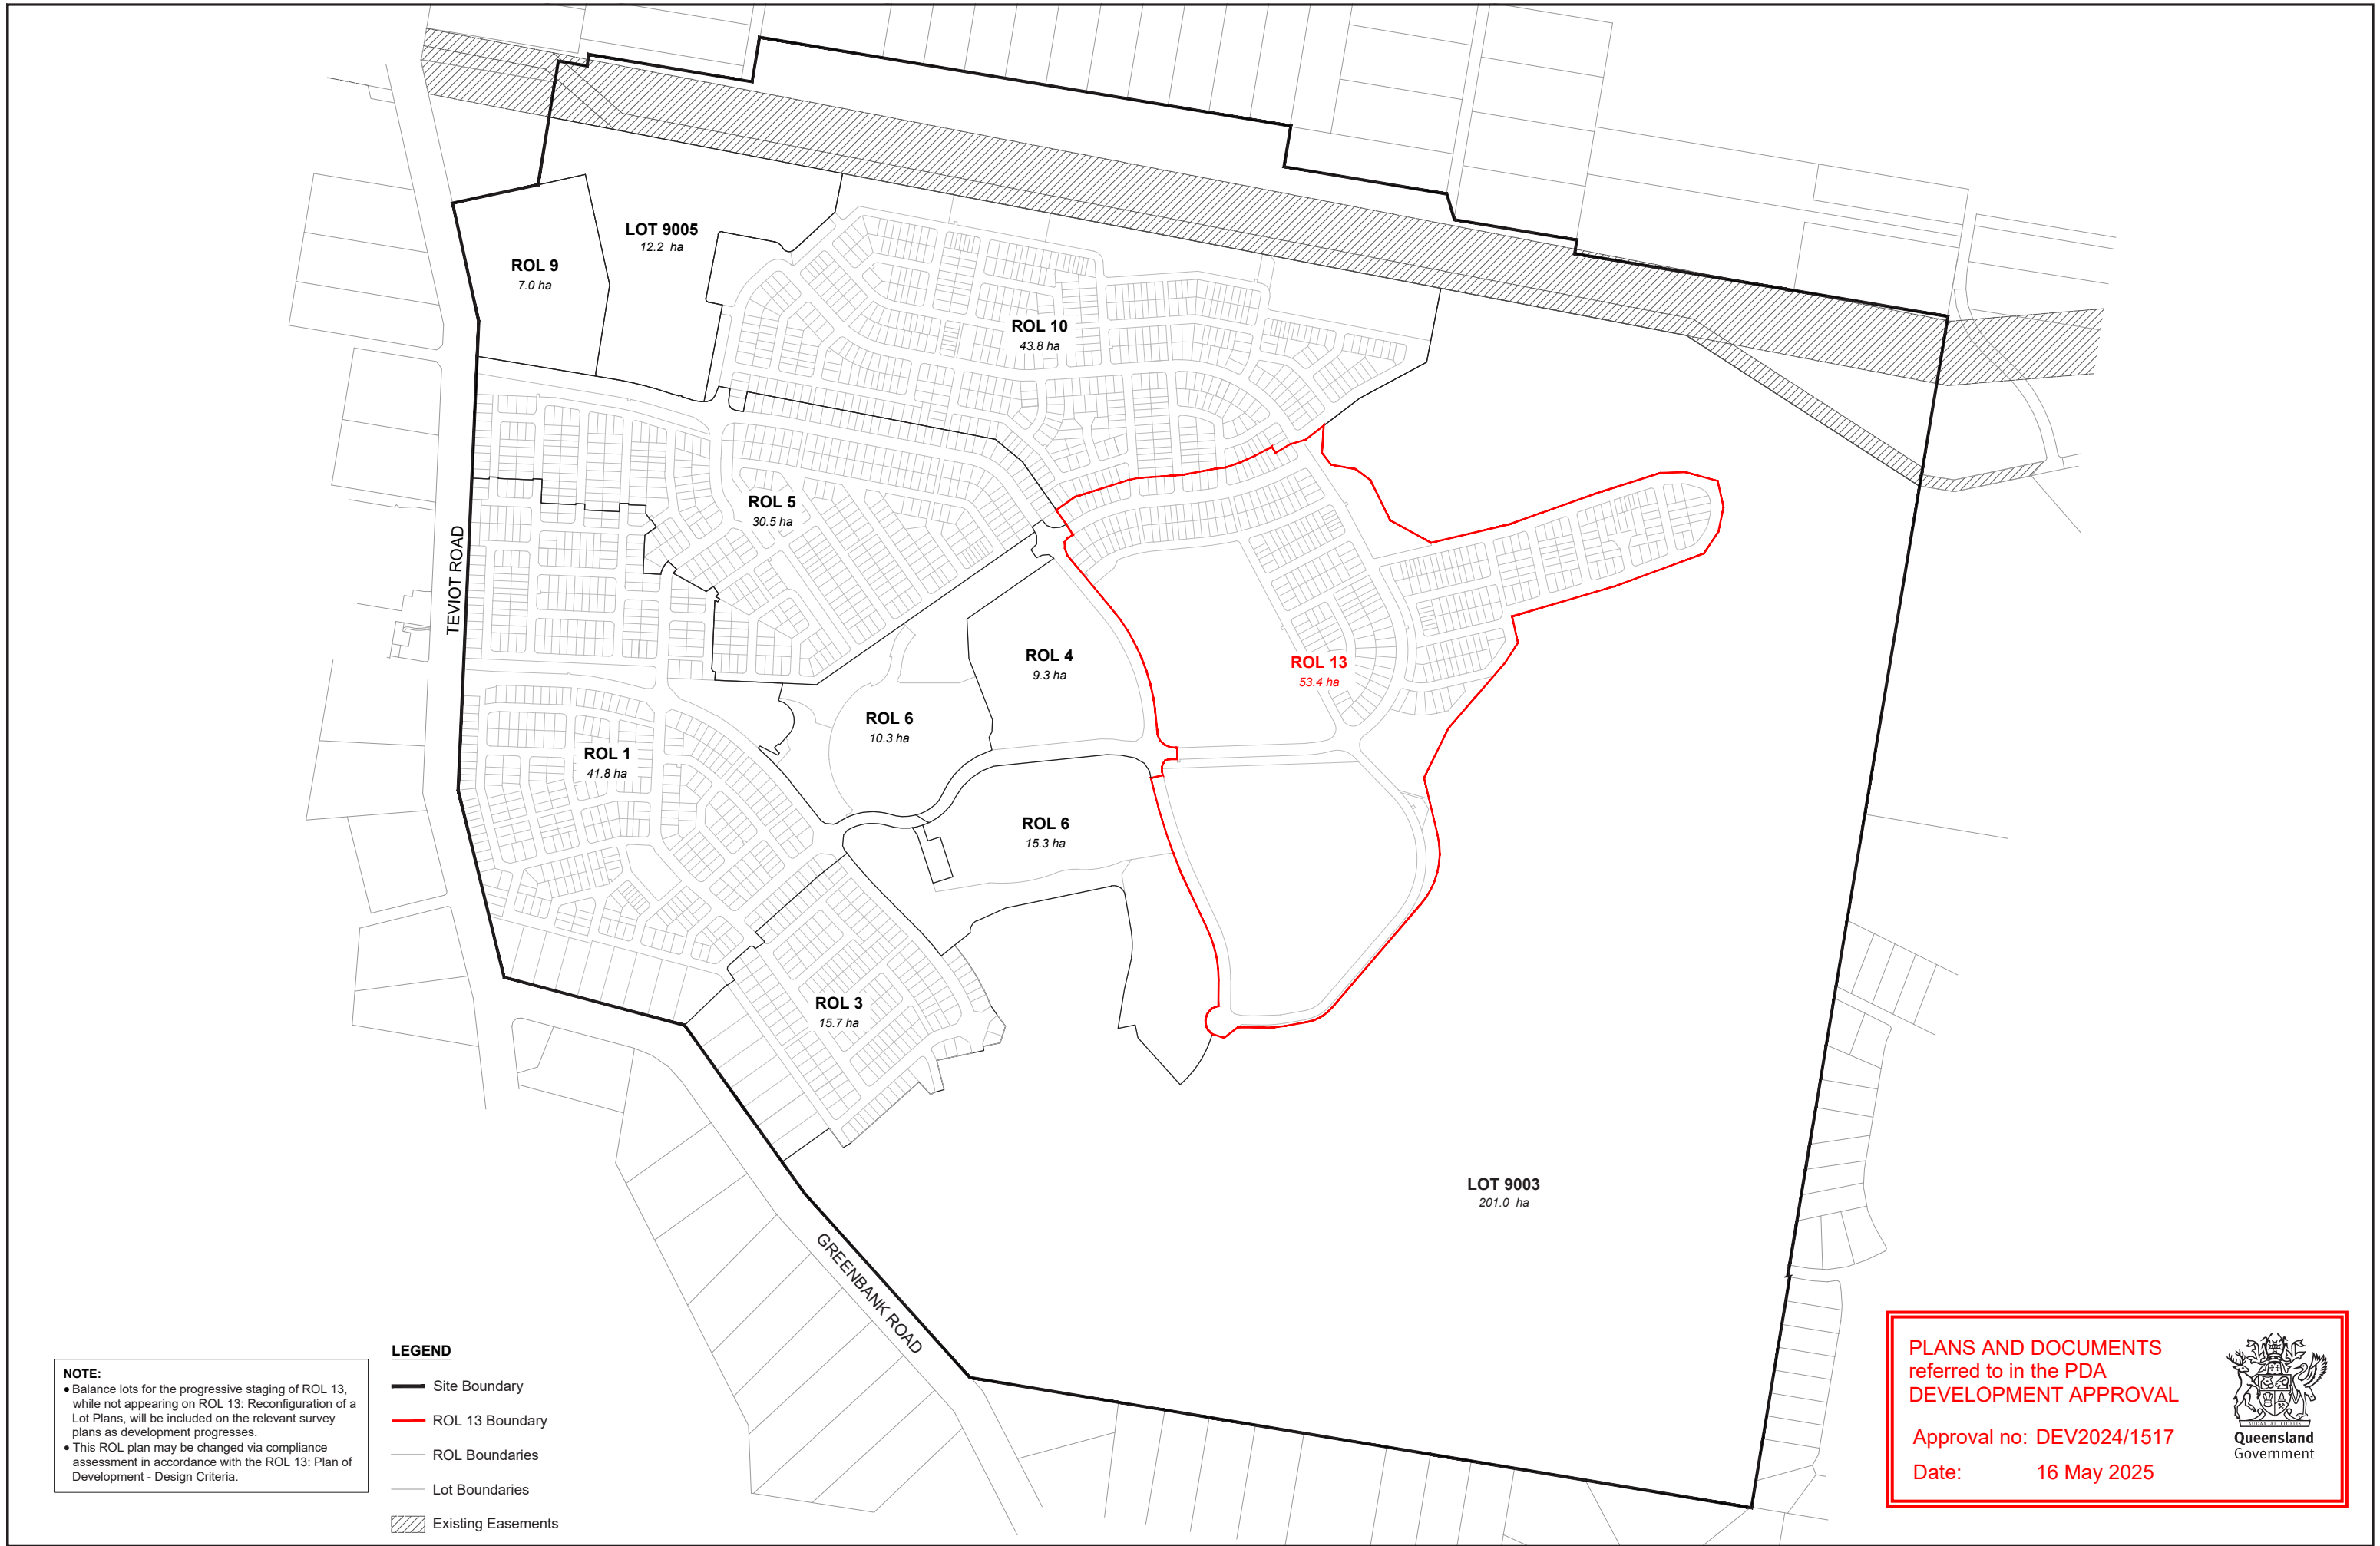 LOT 9005
12.2 ha
ROL 9
7.0 ha
ROL 10
43.8 ha
ROL 5
30.5 ha
TEVIOT ROAD
ROL 4
9.3 ha
ROL 13
53.4 ha
ROL 6
10.3 ha
ROL 1
41.8 ha
ROL 6
15.3 ha
ROL 3
15.7 ha
LOT 9003
201.0 ha
GREENBANK ROAD
NOTE:
• Balance lots for the progressive staging of ROL 13,
while not appearing on ROL 13: Reconfiguration of a
Lot Plans, will be included on the relevant survey
plans as development progresses.
• This ROL plan may be changed via compliance
assessment in accordance with the ROL 13: Plan of
Development - Design Criteria.
LEGEND
Site Boundary
ROL 13 Boundary
ROL Boundaries
Lot Boundaries
Existing Easements
PLANS AND DOCUMENTS
referred to in the PDA
DEVELOPMENT APPROVAL
Approval no: DEV2024/1517
Date: 16 May 2025
AUDAX AT FIDELIS
Queensland
Government